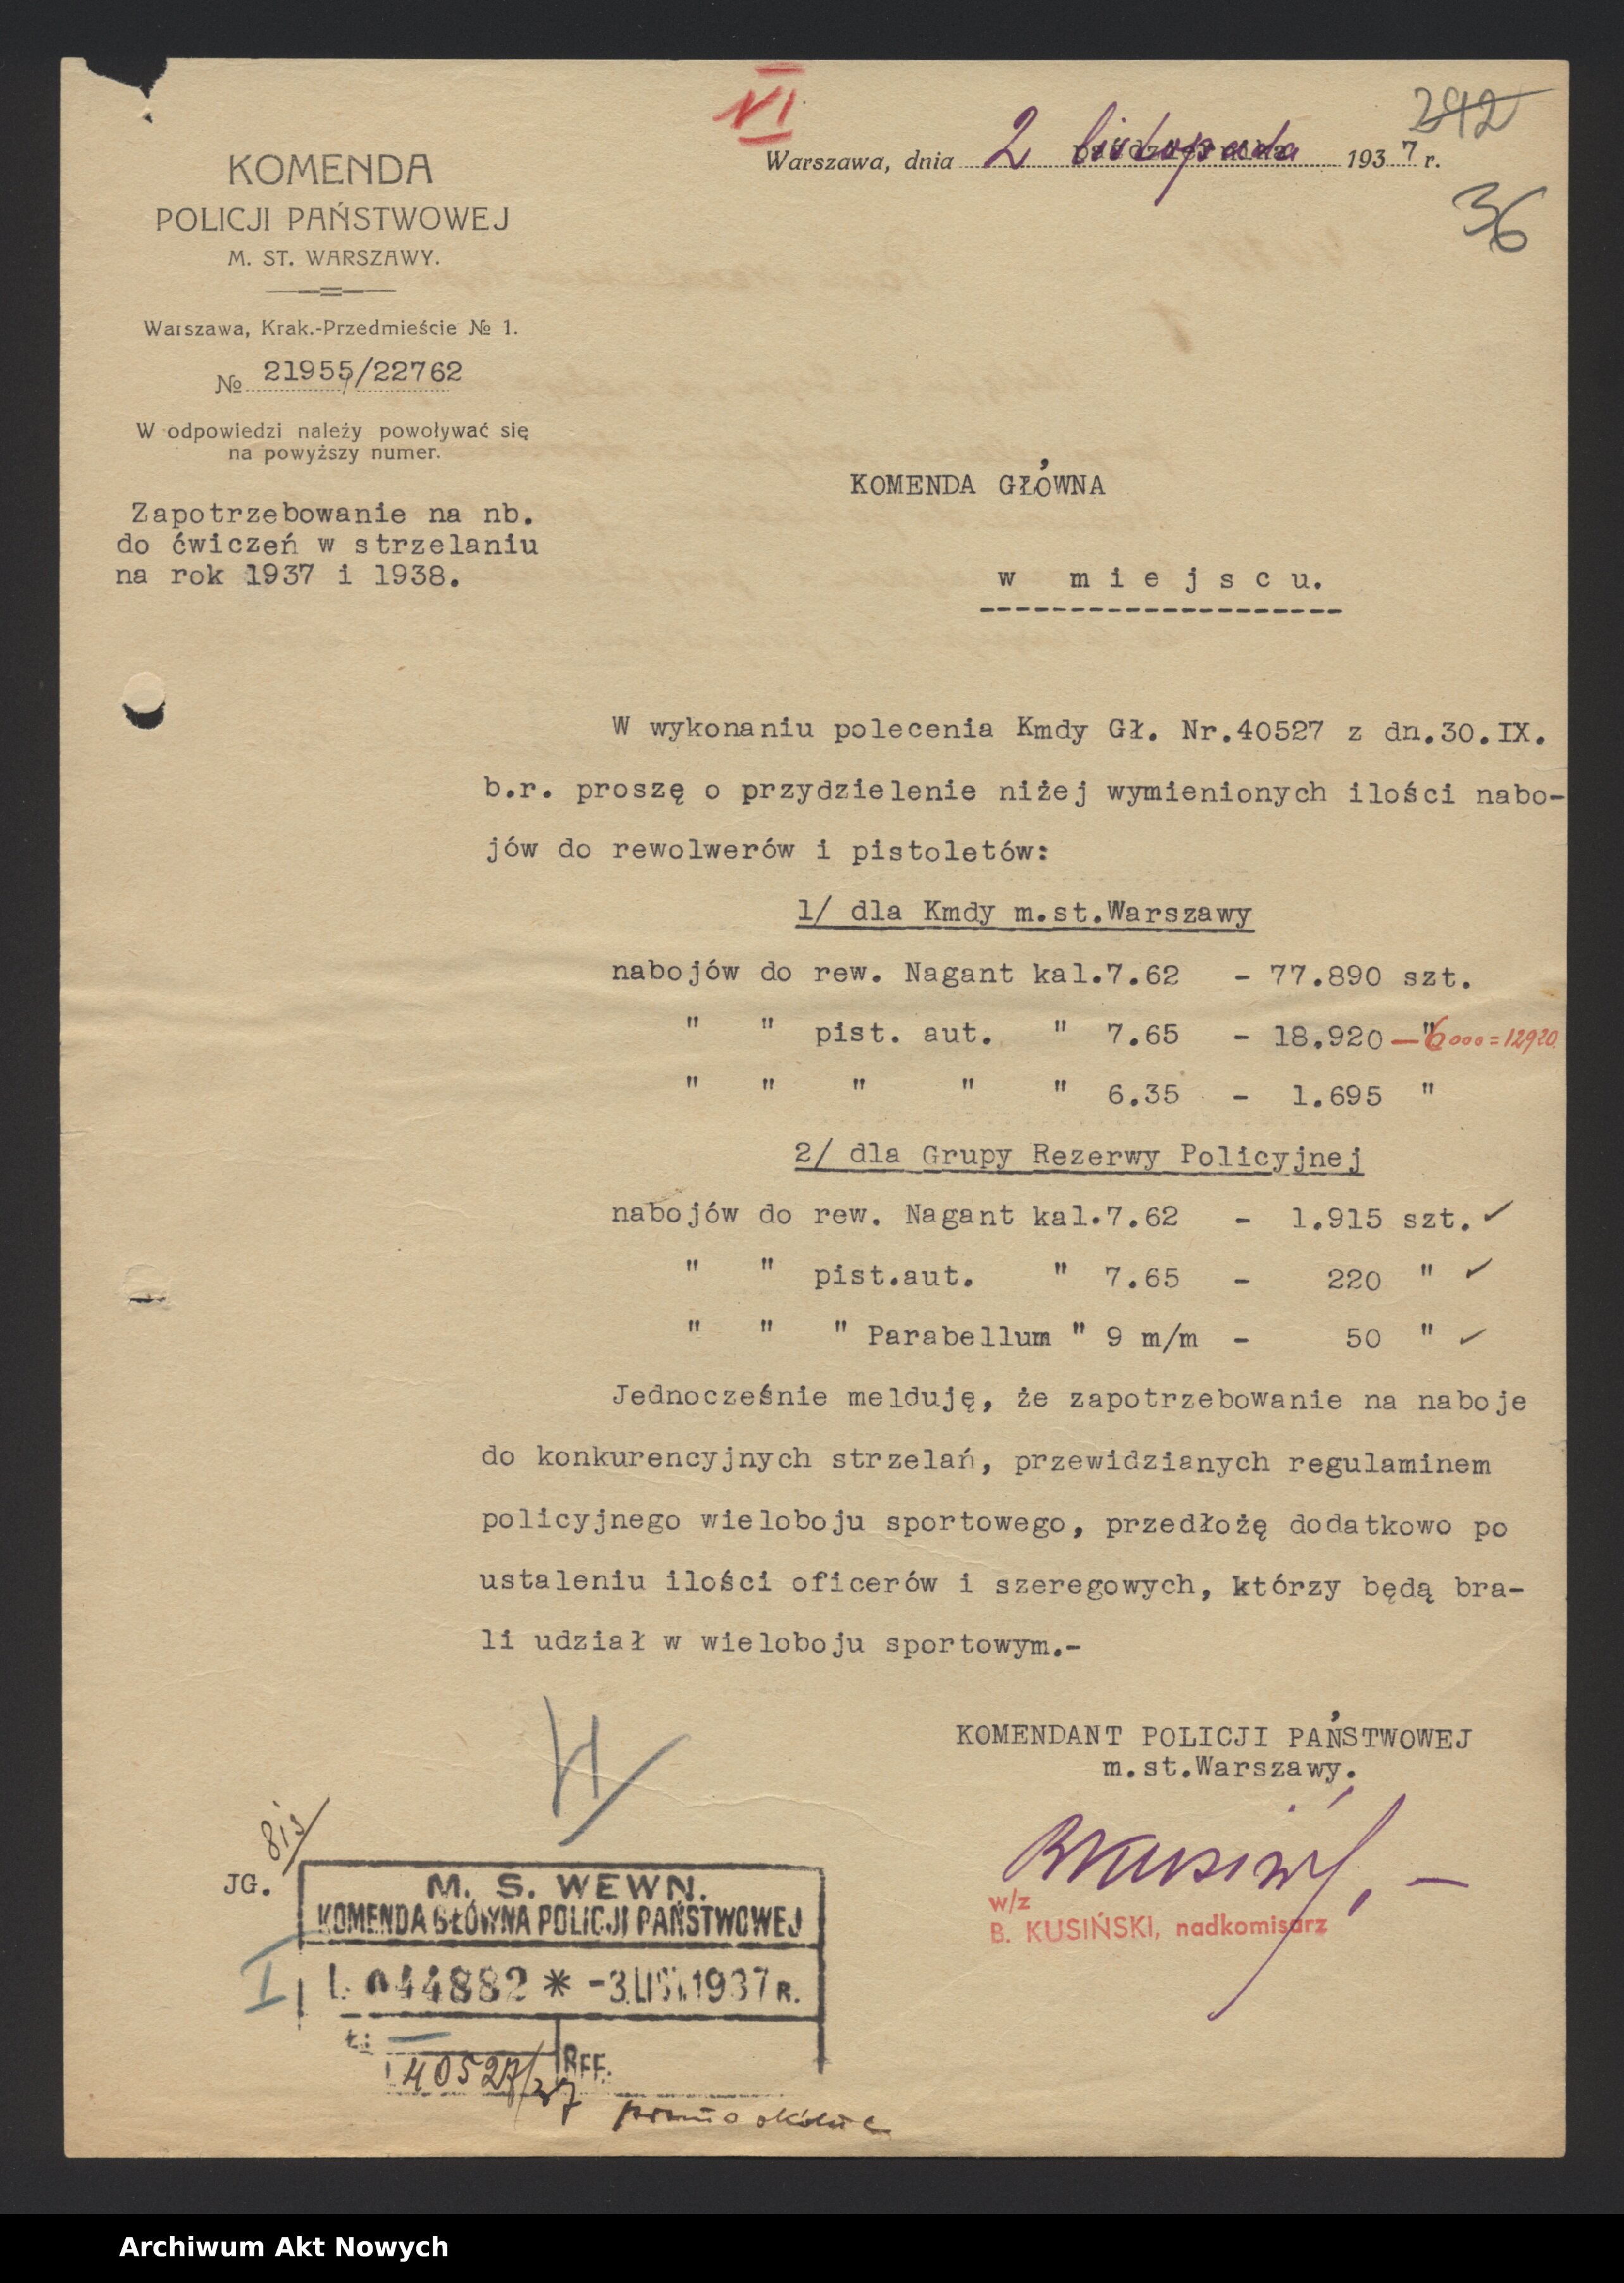 VI
242
Warszawa, dnia 2 listopada 1937 r.
36
KOMENDA
POLICJI PAŃSTWOWEJ
M. ST. WARSZAWY.
Warszawa, Krak.-Przedmieście № 1.
№ 21955/22762
W odpowiedzi należy powoływać się
na powyższy numer.
Zapotrzebowanie na nb.
do ćwiczeń w strzelaniu
na rok 1937 i 1938.
KOMENDA GŁÓWNA
w m i e j s c u.
W wykonaniu polecenia Kmdy Gł. Nr.40527 z dn.30.IX.
b.r. proszę o przydzielenie niżej wymienionych ilości nabo-
jów do rewolwerów i pistoletów:
1/ dla Kmdy m.st.Warszawy
nabojów do rew. Nagant kal.7.62 - 77.890 szt.
" " pist. aut. " 7.65 - 18.920 " — 6000 = 12920.
" " " " " 6.35 - 1.695 "
2/ dla Grupy Rezerwy Policyjnej
nabojów do rew. Nagant kal.7.62 - 1.915 szt. ✓
" " pist.aut. " 7.65 - 220 " ✓
" " " Parabellum " 9 m/m - 50 " ✓
Jednocześnie melduję, że zapotrzebowanie na naboje
do konkurencyjnych strzelań, przewidzianych regulaminem
policyjnego wieloboju sportowego, przedłożę dodatkowo po
ustaleniu ilości oficerów i szeregowych, którzy będą bra-
li udział w wieloboju sportowym.-
KOMENDANT POLICJI PAŃSTWOWEJ
m.st.Warszawy.
BKusiński
w/z
B. KUSIŃSKI, nadkomisarz
JG.
M. S. WEWN.
KOMENDA GŁÓWNA POLICJI PAŃSTWOWEJ
I
L. 044882 * -3.LIST.1937 R.
Ł:
40527/37
REF.